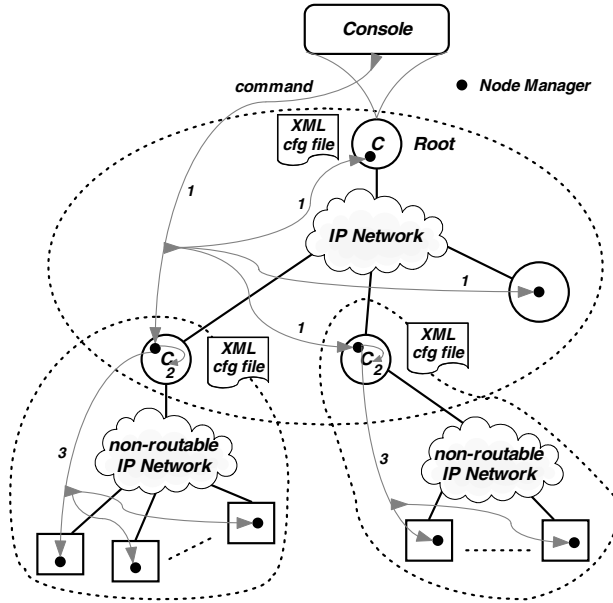 Console
command
Node Manager
XML
cfg file
C
Root
1
1
IP Network
1
1
XML
cfg file
XML
cfg file
C
2
C
2
3
non-routable
IP Network
3
non-routable
IP Network